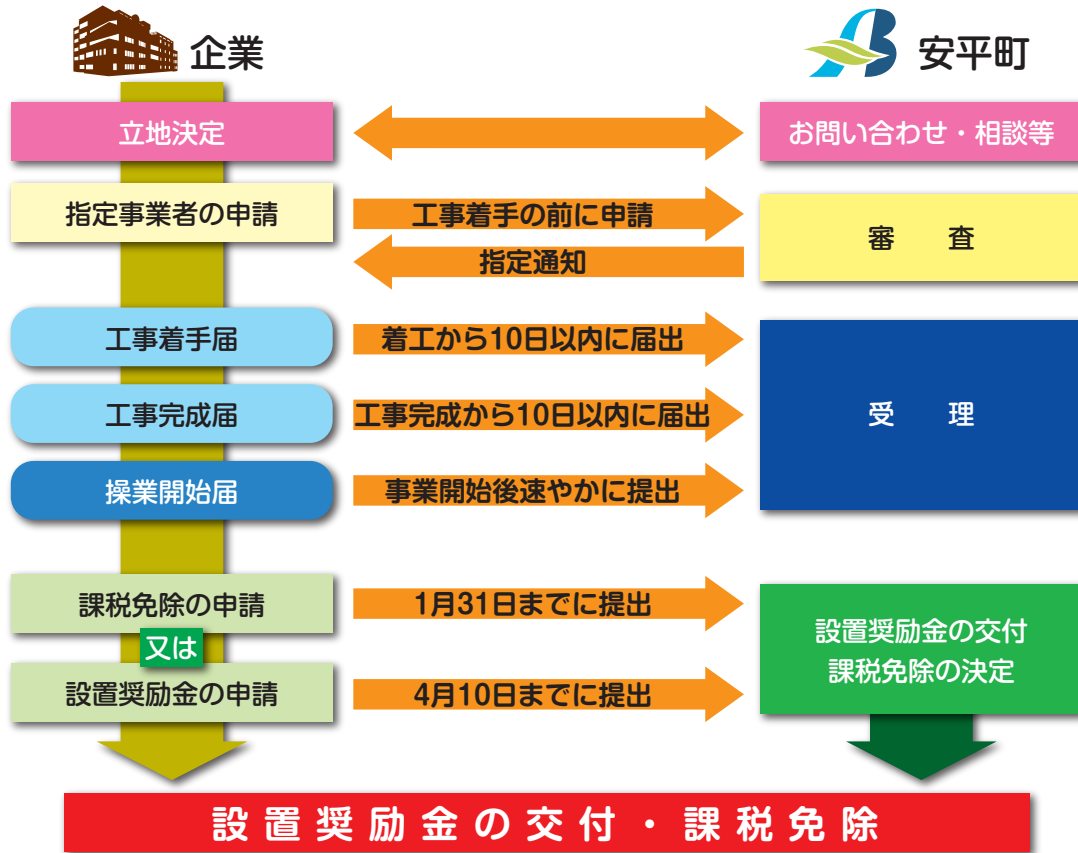 企業
安平町
立地決定
お問い合わせ・相談等
指定事業者の申請
工事着手の前に申請
審　査
指定通知
工事着手届
着工から10日以内に届出
工事完成届
工事完成から10日以内に届出
受　理
操業開始届
事業開始後速やかに提出
課税免除の申請
1月31日までに提出
又は
設置奨励金の交付
課税免除の決定
設置奨励金の申請
4月10日までに提出
設置奨励金の交付・課税免除